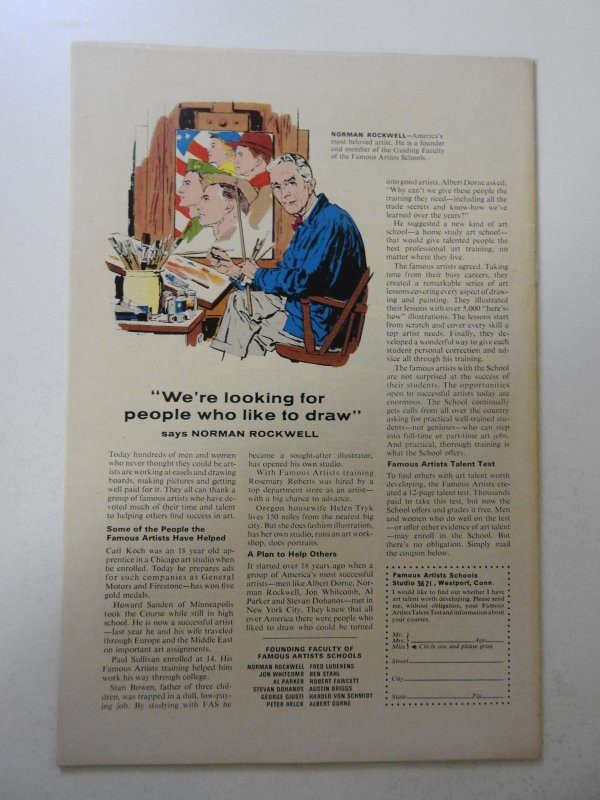 NORMAN ROCKWELL—America's
most beloved artist. He is a founder
and member of the Guiding Faculty
of the Famous Artists Schools.
"We're looking for
people who like to draw"
says NORMAN ROCKWELL
Today hundreds of men and women
who never thought they could be art-
ists are working at easels and drawing
boards, making pictures and getting
well paid for it. They all can thank a
group of famous artists who have de-
voted much of their time and talent
to helping others find success in art.
Some of the People the
Famous Artists Have Helped
Carl Koch was an 18 year old ap-
prentice in a Chicago art studio when
he enrolled. Today he prepares ads
for such companies as General
Motors and Firestone—has won five
gold medals.
Howard Sanden of Minneapolis
took the Course while still in high
school. He is now a successful artist
—last year he and his wife traveled
through Europe and the Middle East
on important art assignments.
Paul Sullivan enrolled at 14. His
Famous Artists training helped him
work his way through college.
Stan Bowen, father of three chil-
dren, was trapped in a dull, low-pay-
ing job. By studying with FAS he
became a sought-after illustrator,
has opened his own studio.
With Famous Artists training
Rosemary Roberts was hired by a
top department store as an artist—
with a big chance to advance.
Oregon housewife Helen Tryk
lives 150 miles from the nearest big
city. But she does fashion illustration,
has her own studio, runs an art work-
shop, does portraits.
A Plan to Help Others
It started over 18 years ago when a
group of America's most successful
artists—men like Albert Dorne, Nor-
man Rockwell, Jon Whitcomb, Al
Parker and Stevan Dohanos—met in
New York City. They knew that all
over America there were people who
liked to draw who could be turned
FOUNDING FACULTY OF
FAMOUS ARTISTS SCHOOLS
NORMAN ROCKWELL FRED LUDEKENS
JON WHITCOMB BEN STAHL
AL PARKER ROBERT FAWCETT
STEVAN DOHANOS AUSTIN BRIGGS
GEORGE GIUSTI HAROLD VON SCHMIDT
PETER HELCK ALBERT DORNE
into good artists. Albert Dorne asked,
"Why can't we give these people the
training they need—including all the
trade secrets and know-how we've
learned over the years?"
He suggested a new kind of art
school—a home study art school—
that would give talented people the
best professional art training, no
matter where they live.
The famous artists agreed. Taking
time from their busy careers, they
created a remarkable series of art
lessons covering every aspect of draw-
ing and painting. They illustrated
their lessons with over 5,000 "here's-
how" illustrations. The lessons start
from scratch and cover every skill a
top artist needs. Finally, they de-
veloped a wonderful way to give each
student personal correction and ad-
vice all through his training.
The famous artists with the School
are not surprised at the success of
their students. The opportunities
open to successful artists today are
enormous. The School continually
gets calls from all over the country
asking for practical well-trained stu-
dents—not geniuses—who can step
into full-time or part-time art jobs.
And practical, thorough training is
what the School offers.
Famous Artists Talent Test
To find others with art talent worth
developing, the Famous Artists cre-
ated a 12-page talent test. Thousands
paid to take this test, but now the
School offers and grades it free. Men
and women who do well on the test
—or offer other evidence of art talent
—may enroll in the School. But
there's no obligation. Simply mail
the coupon below.
Famous Artists Schools
Studio 5621, Westport, Conn.
I would like to find out whether I have
art talent worth developing. Please send
me, without obligation, your Famous
Artists Talent Test and information about
your courses.
Mr.
Mrs. Age
Miss Circle one and please print
Street
City
State Zip